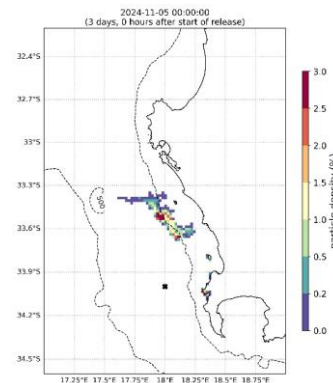 2024-11-05 00:00:00
(3 days, 0 hours after start of release)
32.4°S
32.7°S
33°S
33.3°S
33.6°S
33.9°S
34.2°S
34.5°S
500
17.25°E 17.5°E 17.75°E 18°E 18.25°E 18.5°E 18.75°E
3.0
2.5
2.0
1.5
1.0
0.5
0.2
0.0
particle density (%)